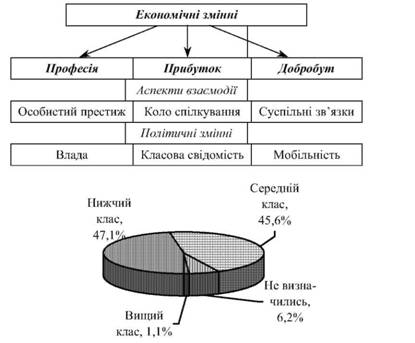 Економічні змінні
Професія Прибуток Добробут
Аспекти взаємодії
Особистий престиж Коло спілкування Суспільні зв’язки
Політичні змінні
Влада Класова свідомість Мобільність
Нижчий
клас,
47,1%
Середній
клас,
45,6%
Не визна-
чились,
6,2%
Вищий
клас, 1,1%